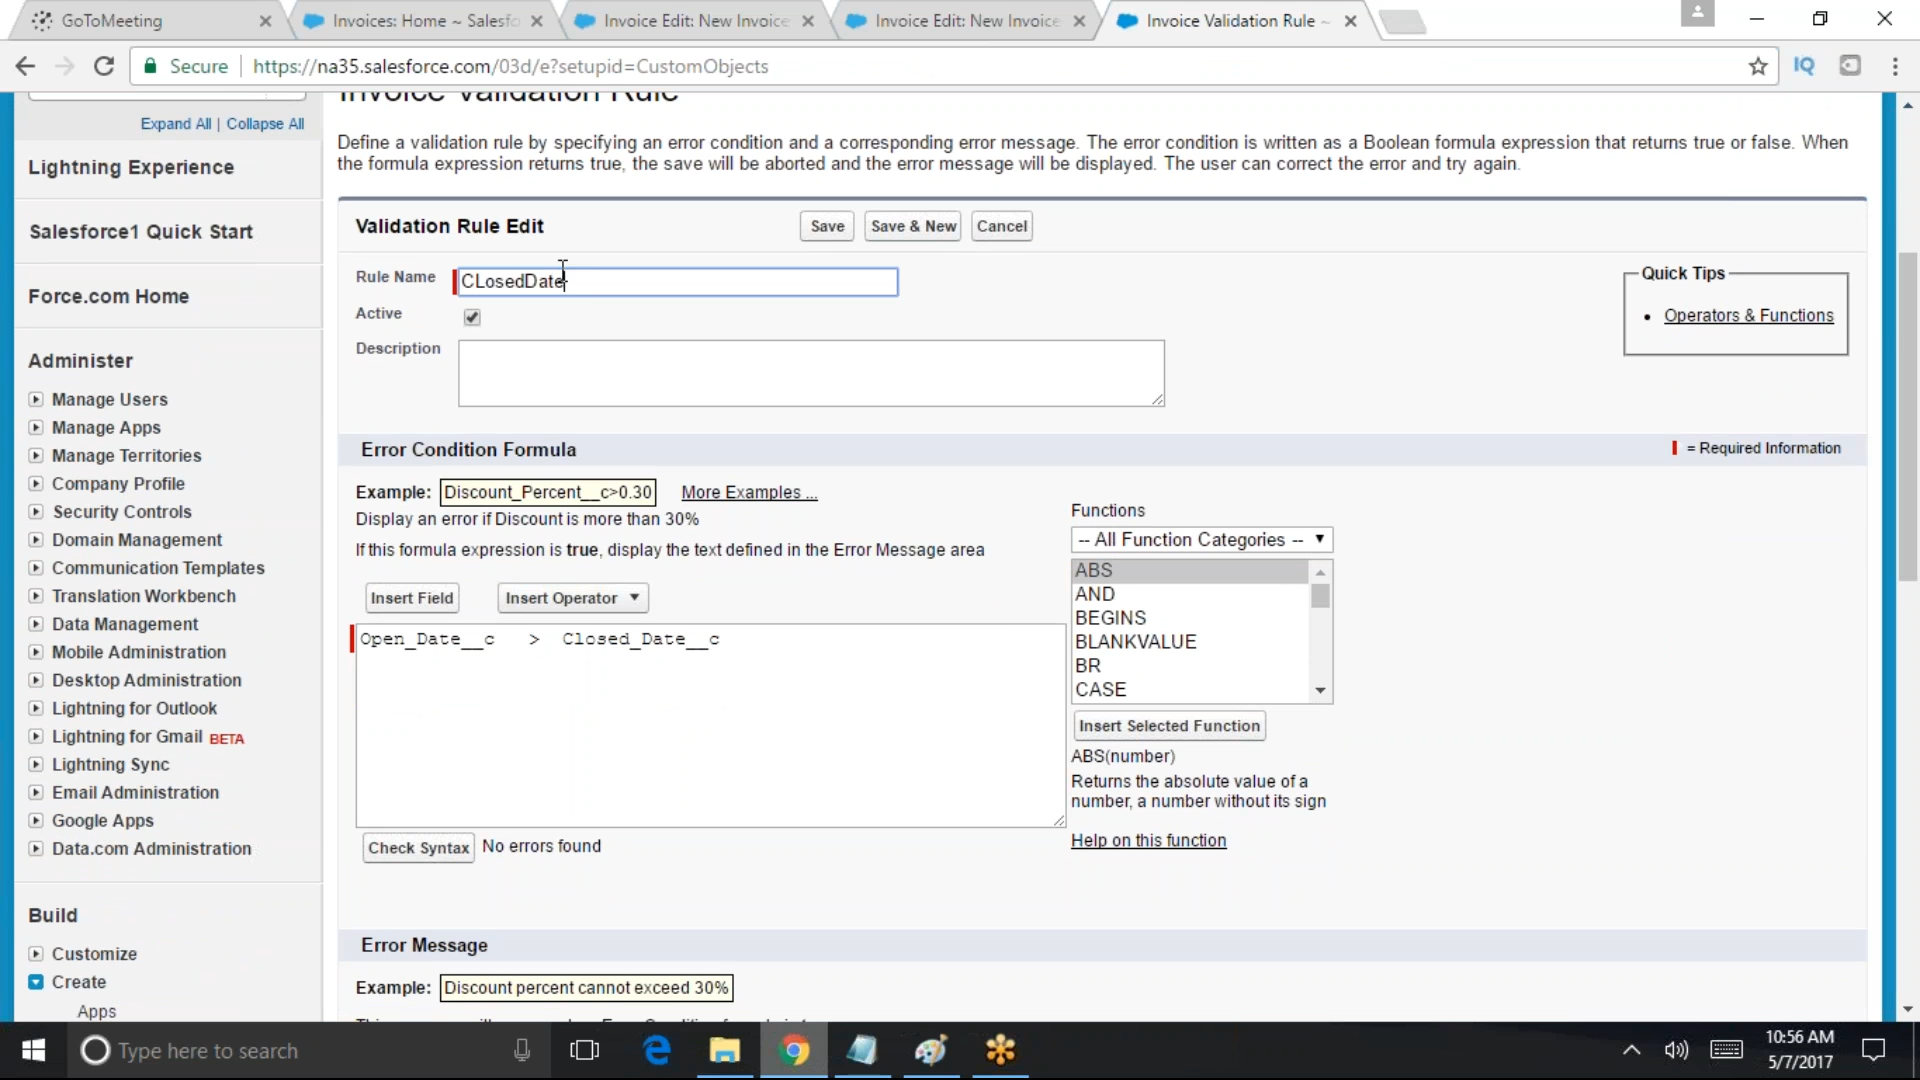 GoToMeeting
Invoices: Home ~ Salesfo
Invoice Edit: New Invoice
Invoice Edit: New Invoice
Invoice Validation Rule ~
Secure
https://na35.salesforce.com/03d/e?setupid=CustomObjects
IQ
Expand All | Collapse All
Lightning Experience
Salesforce1 Quick Start
Force.com Home
Administer
Manage Users
Manage Apps
Manage Territories
Company Profile
Security Controls
Domain Management
Communication Templates
Translation Workbench
Data Management
Mobile Administration
Desktop Administration
Lightning for Outlook
Lightning for Gmail BETA
Lightning Sync
Email Administration
Google Apps
Data.com Administration
Build
Customize
Create
Apps
Invoice Validation Rule
Define a validation rule by specifying an error condition and a corresponding error message. The error condition is written as a Boolean formula expression that returns true or false. When
the formula expression returns true, the save will be aborted and the error message will be displayed. The user can correct the error and try again.
Validation Rule Edit
Save
Save & New
Cancel
Rule Name
CLosedDate
Active
Description
Quick Tips
• Operators & Functions
Error Condition Formula
= Required Information
Example: Discount_Percent__c>0.30 More Examples ...
Display an error if Discount is more than 30%
If this formula expression is true, display the text defined in the Error Message area
Insert Field
Insert Operator
Open_Date__c > Closed_Date__c
Check Syntax
No errors found
Functions
-- All Function Categories --
ABS
AND
BEGINS
BLANKVALUE
BR
CASE
Insert Selected Function
ABS(number)
Returns the absolute value of a
number, a number without its sign
Help on this function
Error Message
Example: Discount percent cannot exceed 30%
Type here to search
10:56 AM
5/7/2017